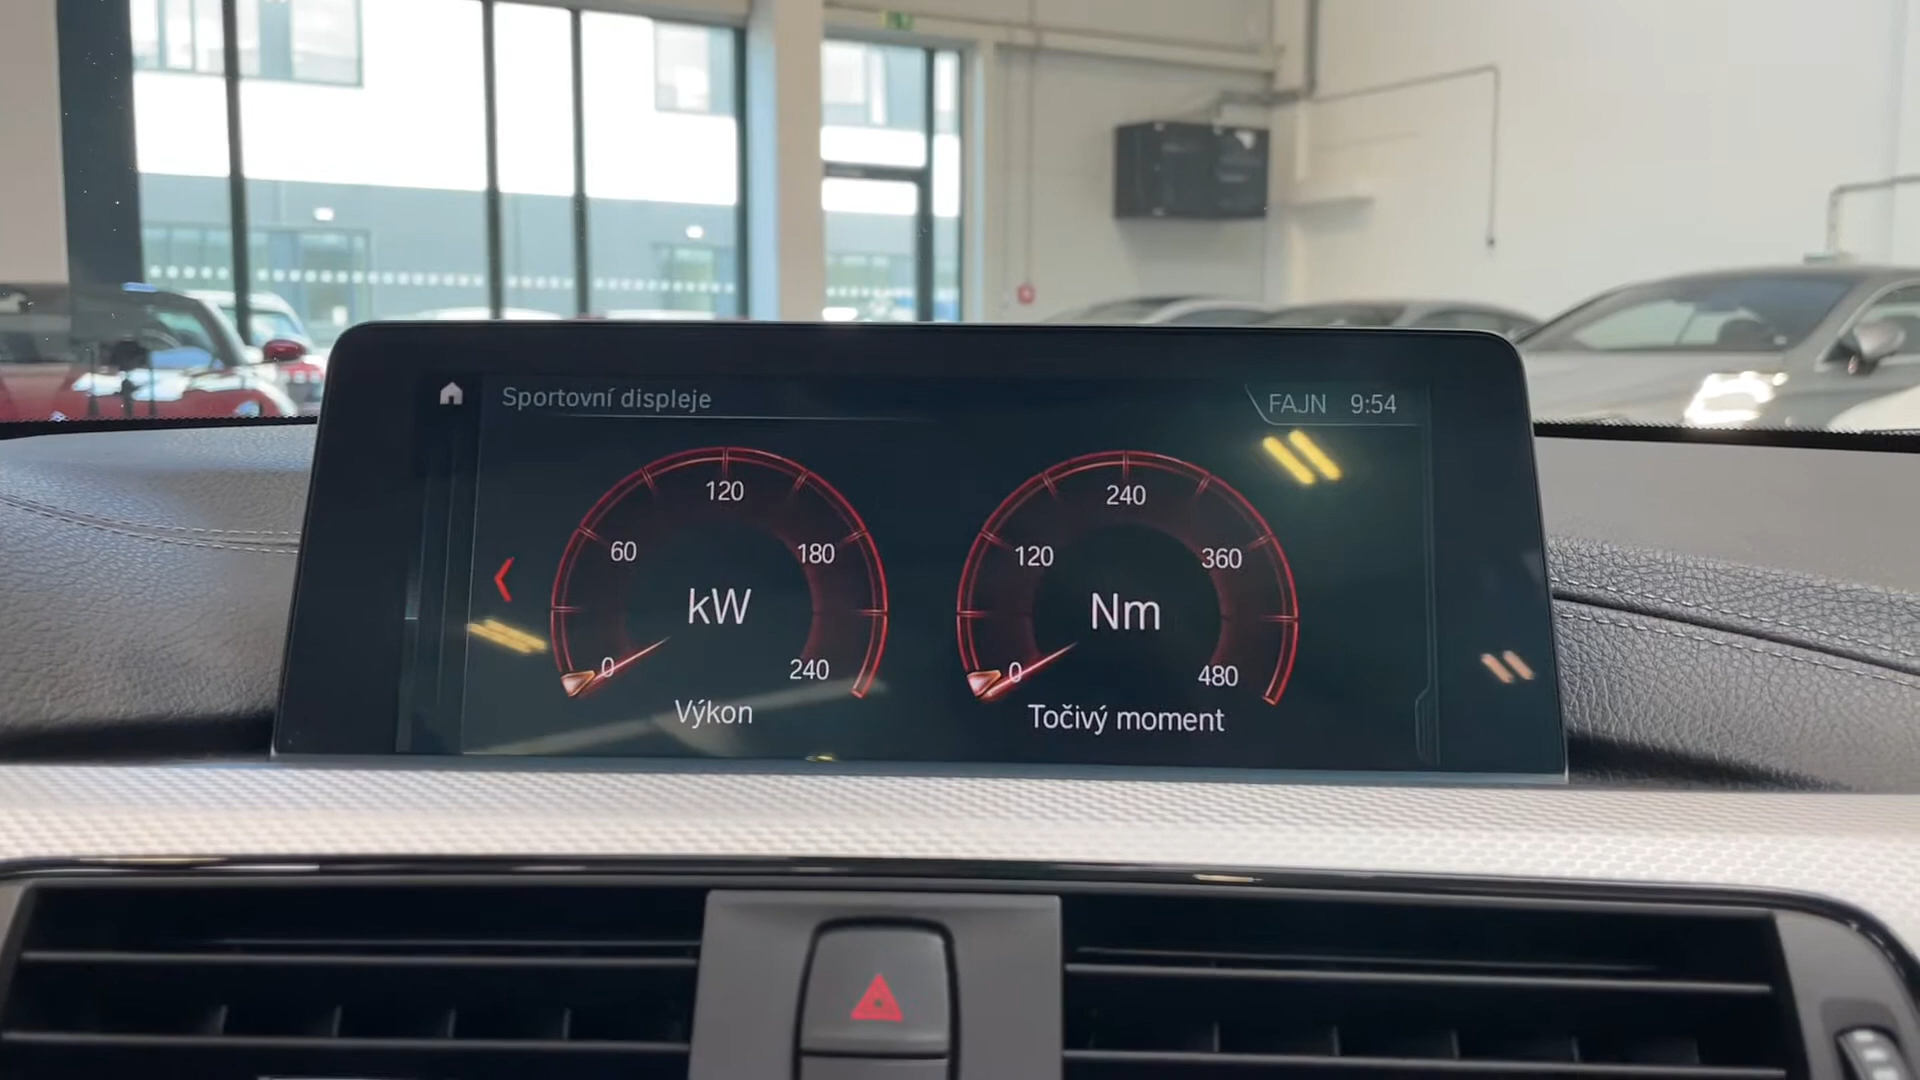 Sportovní displeje
FAJN 9:54
0 60 120 180 240
kW
Výkon
0 120 240 360 480
Nm
Točivý moment